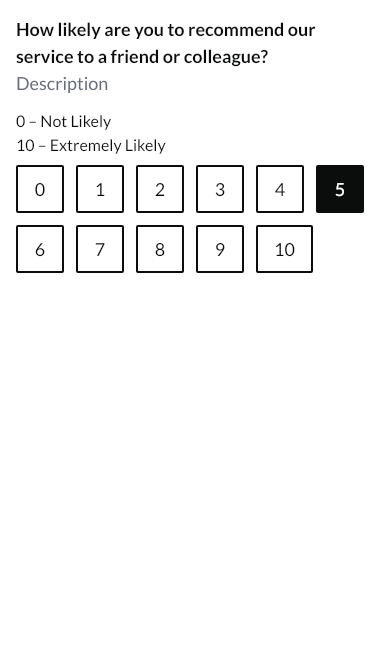 How likely are you to recommend our
service to a friend or colleague?
Description
0 – Not Likely
10 – Extremely Likely
0 1 2 3 4 5
6 7 8 9 10